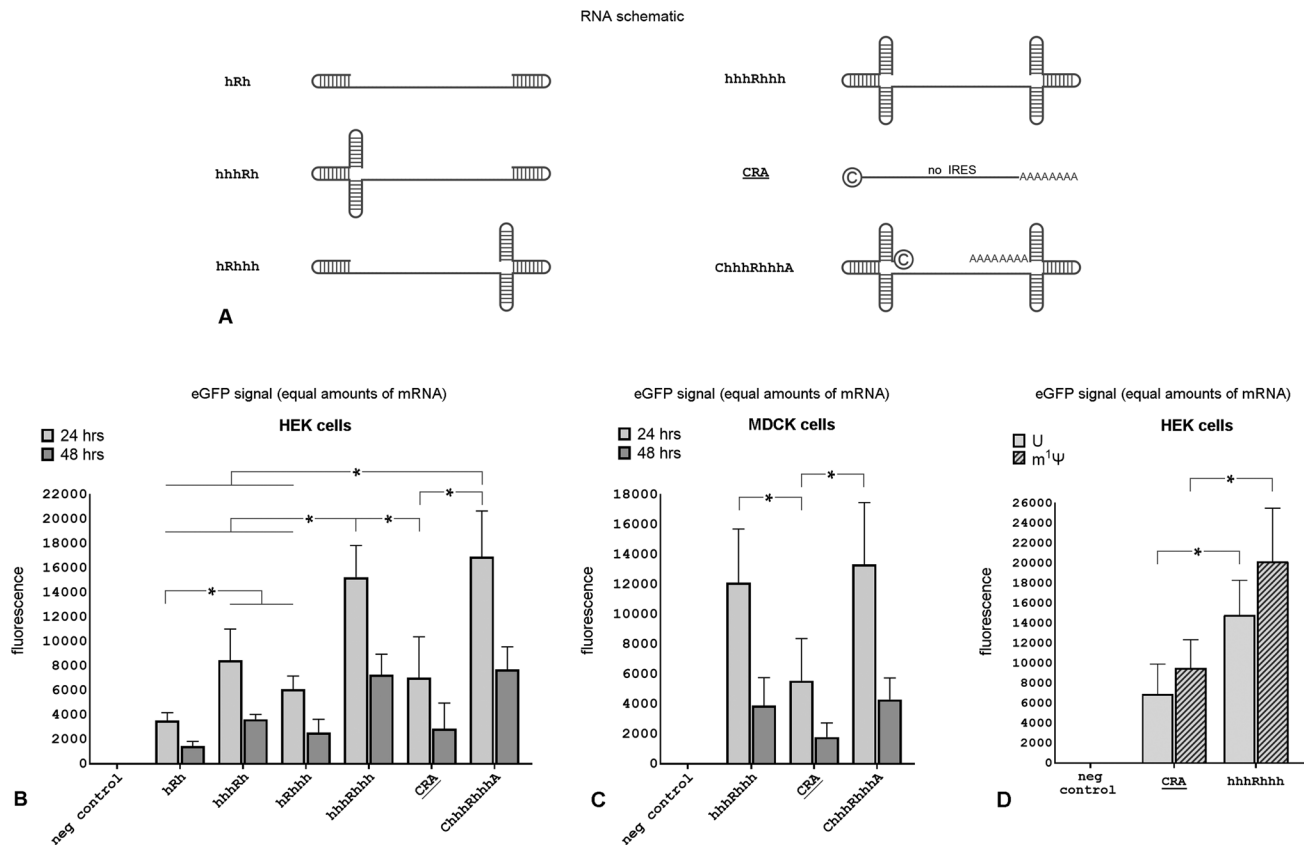 RNA schematic
hRh
hhhRh
hRhhh
A
hhhRhhh
CRA
no IRES
C
AAAAAAAA
ChhhRhhhA
C
AAAAAAAA
eGFP signal (equal amounts of mRNA)
HEK cells
24 hrs
48 hrs
fluorescence
22000
20000
18000
16000
14000
12000
10000
8000
6000
4000
2000
0
*
*
*
*
*
neg control
hRh
hhhRh
hRhhh
hhhRhhh
CRA
ChhhRhhhA
B
eGFP signal (equal amounts of mRNA)
MDCK cells
24 hrs
48 hrs
fluorescence
18000
16000
14000
12000
10000
8000
6000
4000
2000
0
*
*
neg control
hhhRhhh
CRA
ChhhRhhhA
C
eGFP signal (equal amounts of mRNA)
HEK cells
U
m¹Ψ
fluorescence
26000
24000
22000
20000
18000
16000
14000
12000
10000
8000
6000
4000
2000
0
*
*
neg
control
CRA
hhhRhhh
D